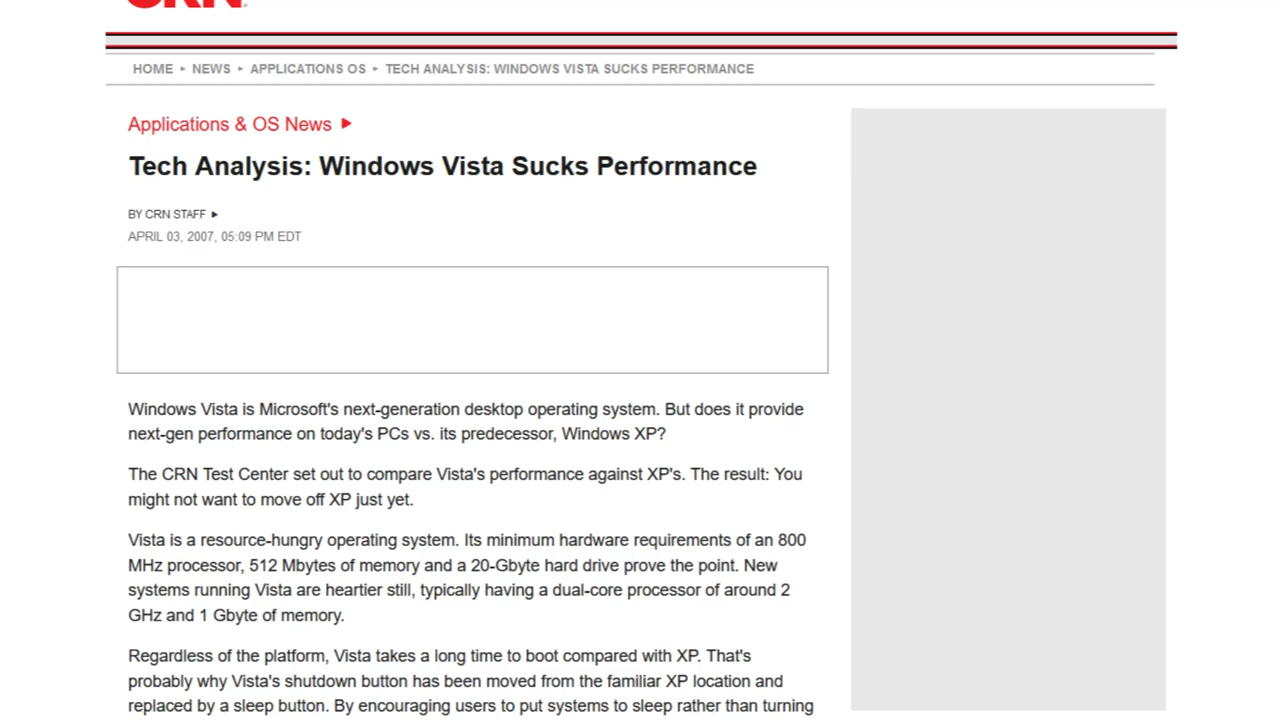 CRN
HOME ▸ NEWS ▸ APPLICATIONS OS ▸ TECH ANALYSIS: WINDOWS VISTA SUCKS PERFORMANCE
Applications & OS News ▶
Tech Analysis: Windows Vista Sucks Performance
BY CRN STAFF ▶
APRIL 03, 2007, 05:09 PM EDT
Windows Vista is Microsoft's next-generation desktop operating system. But does it provide
next-gen performance on today's PCs vs. its predecessor, Windows XP?
The CRN Test Center set out to compare Vista's performance against XP's. The result: You
might not want to move off XP just yet.
Vista is a resource-hungry operating system. Its minimum hardware requirements of an 800
MHz processor, 512 Mbytes of memory and a 20-Gbyte hard drive prove the point. New
systems running Vista are heartier still, typically having a dual-core processor of around 2
GHz and 1 Gbyte of memory.
Regardless of the platform, Vista takes a long time to boot compared with XP. That's
probably why Vista's shutdown button has been moved from the familiar XP location and
replaced by a sleep button. By encouraging users to put systems to sleep rather than turning